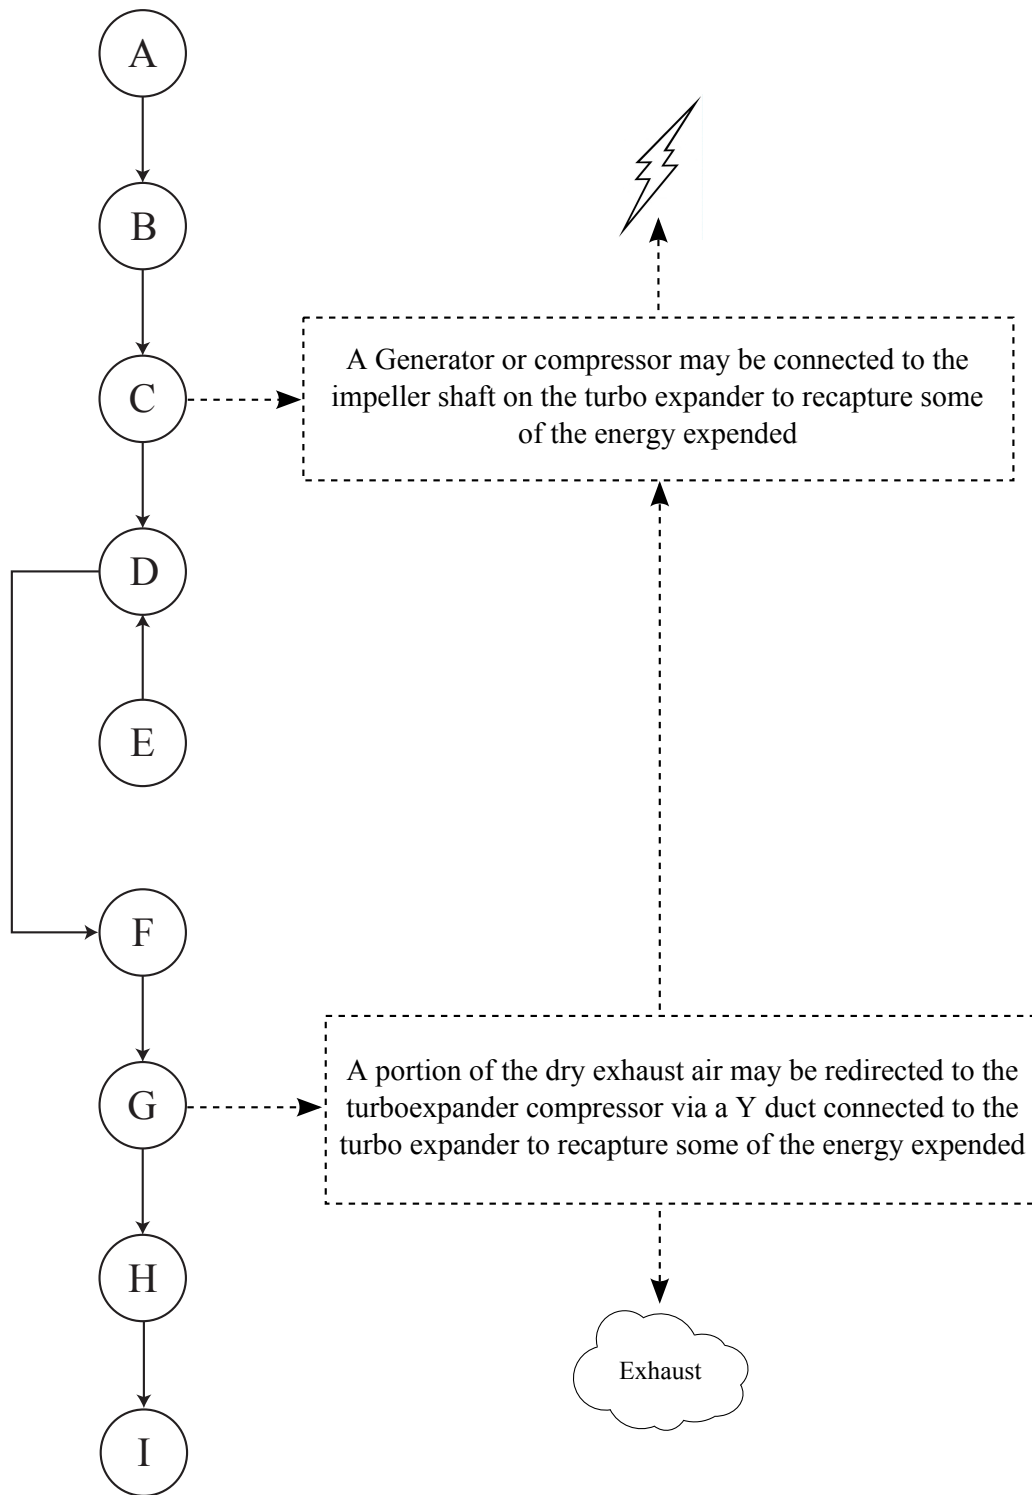 A
B
A Generator or compressor may be connected to the
impeller shaft on the turbo expander to recapture some
of the energy expended
C
D
E
F
A portion of the dry exhaust air may be redirected to the
turboexpander compressor via a Y duct connected to the
turbo expander to recapture some of the energy expended
G
H
Exhaust
I